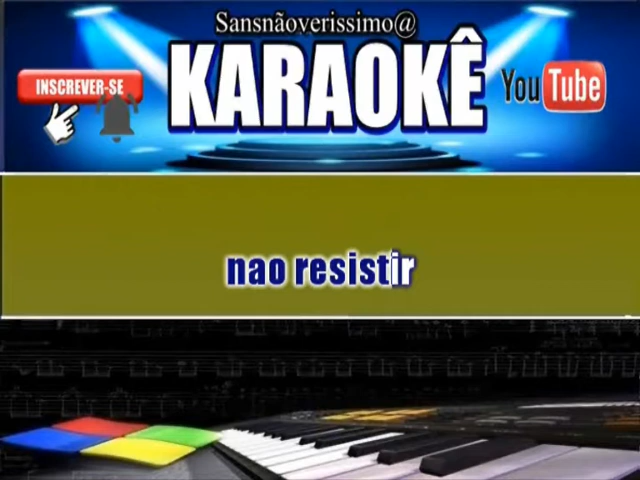 Sansnãoverissimo@
KARAOKÊ
INSCREVER-SE
YouTube
nao resistir